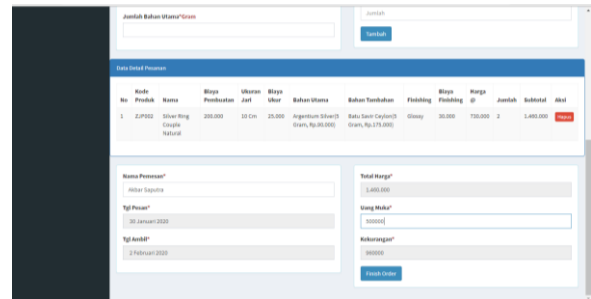 Jumlah Bahan Utama*Gram
Jumlah
Tambah
Data Detail Pesanan
No Kode Produk Nama Biaya Pembuatan Ukuran Jari Biaya Ukur Bahan Utama Bahan Tambahan Finishing Biaya Finishing Harga @ Jumlah Subtotal Aksi
1 ZJP002 Silver Ring Couple Natural 200.000 10 Cm 25.000 Argentium Silver(5 Gram, Rp.90.000) Batu Savir Ceylon(5 Gram, Rp.375.000) Glossy 30.000 730.000 2 1.460.000 Hapus
Nama Pemesan*
Akbar Saputra
Tgl Pesan*
30 Januari 2020
Tgl Ambil*
2 Februari 2020
Total Harga*
1.460.000
Uang Muka*
500000
Kekurangan*
960000
Finish Order